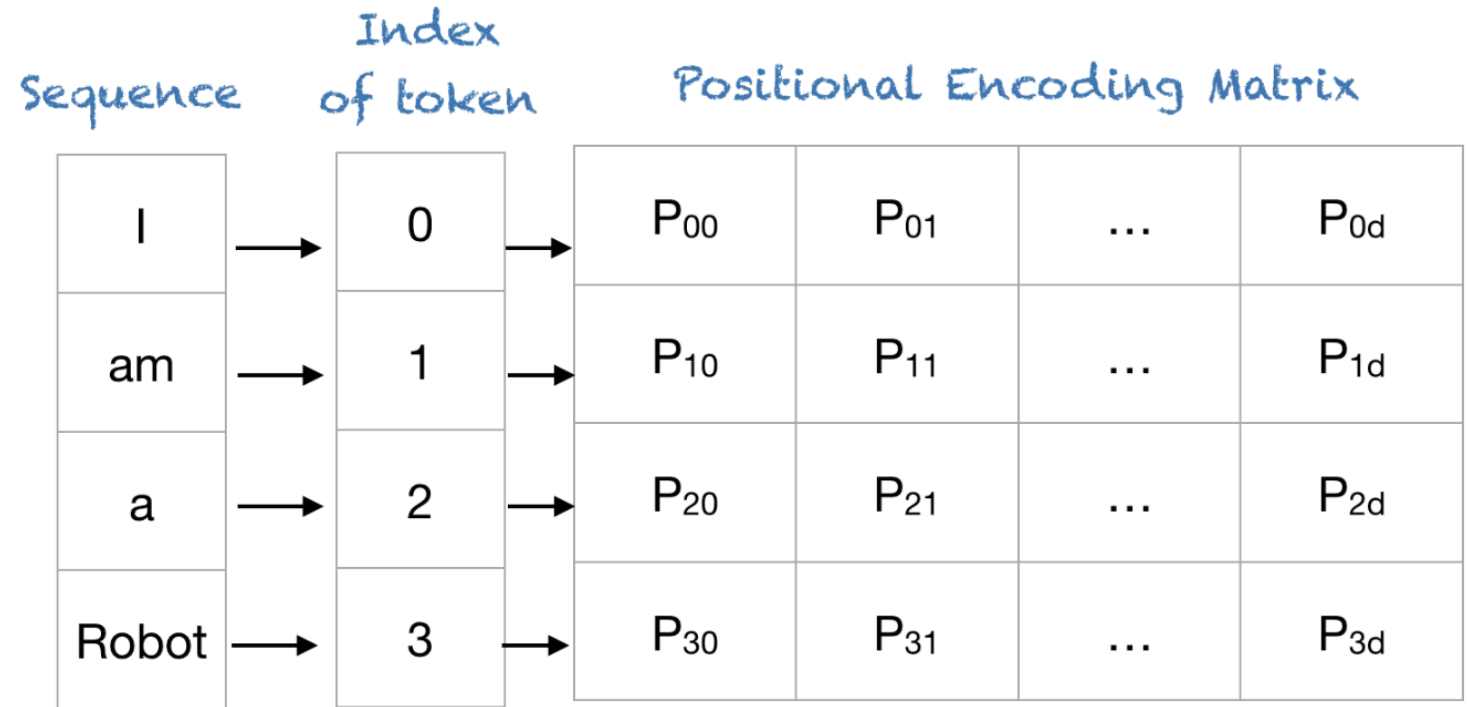 Sequence Index of token Positional Encoding Matrix
I 0 P₀₀ P₀₁ ... P₀d
am 1 P₁₀ P₁₁ ... P₁d
a 2 P₂₀ P₂₁ ... P₂d
Robot 3 P₃₀ P₃₁ ... P₃d